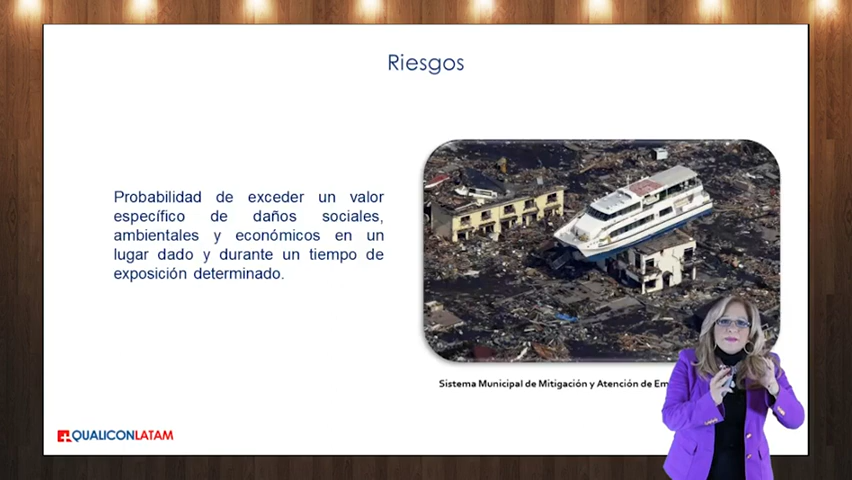 Riesgos
Probabilidad de exceder un valor
específico de daños sociales,
ambientales y económicos en un
lugar dado y durante un tiempo de
exposición determinado.
Sistema Municipal de Mitigación y Atención de
QUALICONLATAM